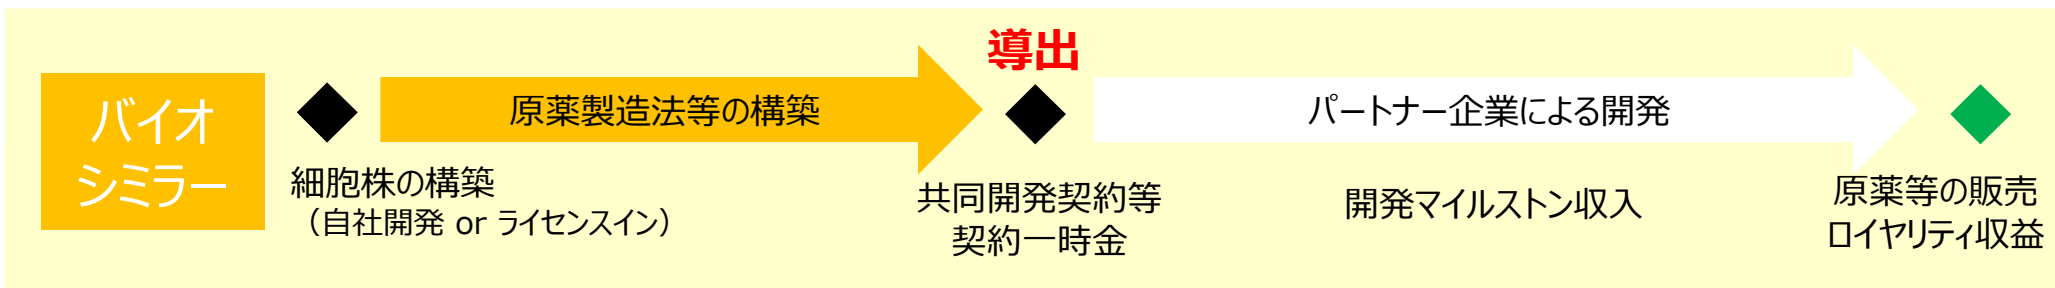 バイオ
シミラー
細胞株の構築
（自社開発 or ライセンスイン）
原薬製造法等の構築
導出
共同開発契約等
契約一時金
パートナー企業による開発
開発マイルストン収入
原薬等の販売
ロイヤリティ収益